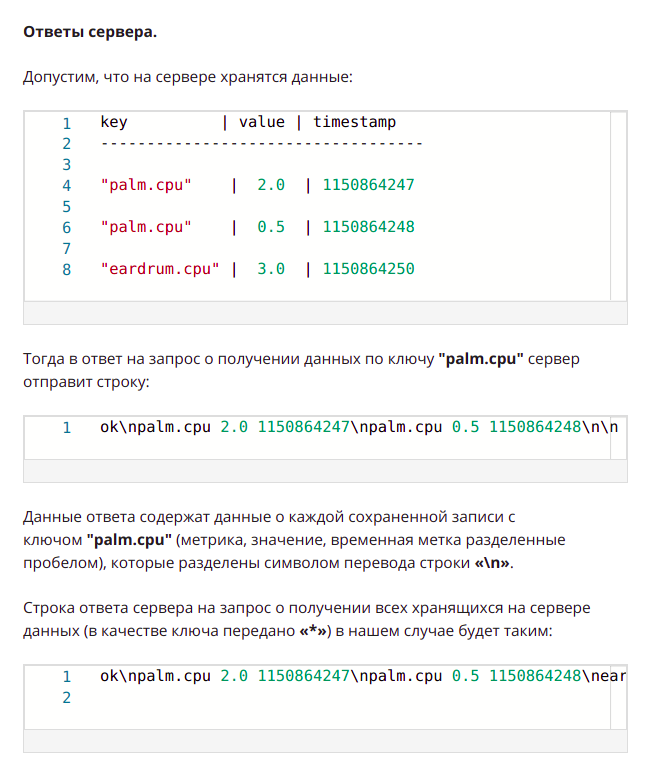 Ответы сервера.
Допустим, что на сервере хранятся данные:
1 key          | value | timestamp
2 -----------------------------------
3
4 "palm.cpu"    |  2.0  | 1150864247
5
6 "palm.cpu"    |  0.5  | 1150864248
7
8 "eardrum.cpu" |  3.0  | 1150864250
Тогда в ответ на запрос о получении данных по ключу "palm.cpu" сервер
отправит строку:
1 ok\npalm.cpu 2.0 1150864247\npalm.cpu 0.5 1150864248\n\n
Данные ответа содержат данные о каждой сохраненной записи с
ключом "palm.cpu" (метрика, значение, временная метка разделенные
пробелом), которые разделены символом перевода строки «\n».
Строка ответа сервера на запрос о получении всех хранящихся на сервере
данных (в качестве ключа передано «*») в нашем случае будет таким:
1 ok\npalm.cpu 2.0 1150864247\npalm.cpu 0.5 1150864248\near
2